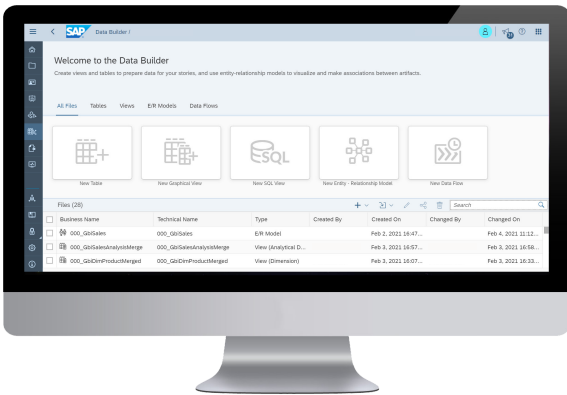 SAP Data Builder /
Welcome to the Data Builder
Create views and tables to prepare data for your stories, and use entity-relationship models to visualize and make associations between artifacts.
All Files Tables Views E/R Models Data Flows
SQL
New Table New Graphical View New SQL View New Entity - Relationship Model New Data Flow
Files (28) Search
Business Name Technical Name Type Created By Created On Changed By Changed On
000_GbiSales 000_GbiSales E/R Model Feb 2, 2021 16:47... Feb 4, 2021 11:12...
000_GbiSalesAnalysisMerge 000_GbiSalesAnalysisMerge View (Analytical D... Feb 3, 2021 16:57... Feb 3, 2021 16:58...
000_GbiDimProductMerged 000_GbiDimProductMerged View (Dimension) Feb 3, 2021 16:07... Feb 3, 2021 16:33...